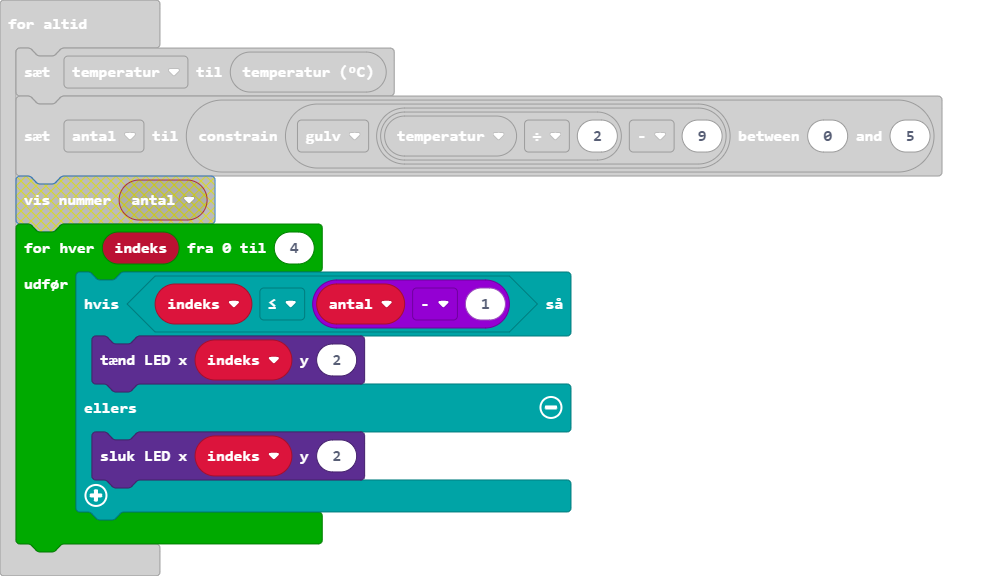 for altid
sæt temperatur til temperatur (ºC)
sæt antal til constrain gulv temperatur ÷ 2 - 9 between 0 and 5
vis nummer antal
for hver indeks fra 0 til 4
udfør
hvis indeks ≤ antal - 1 så
tænd LED x indeks y 2
ellers
sluk LED x indeks y 2